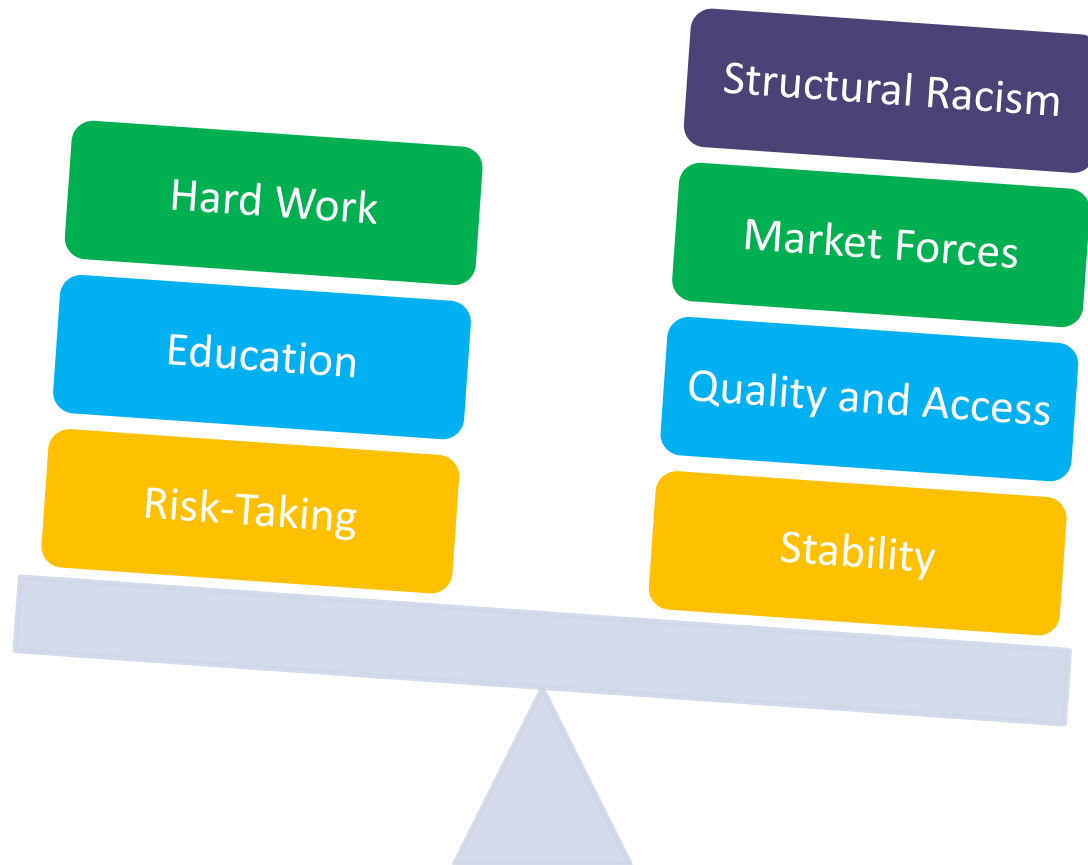 Hard Work
Education
Risk-Taking
Structural Racism
Market Forces
Quality and Access
Stability